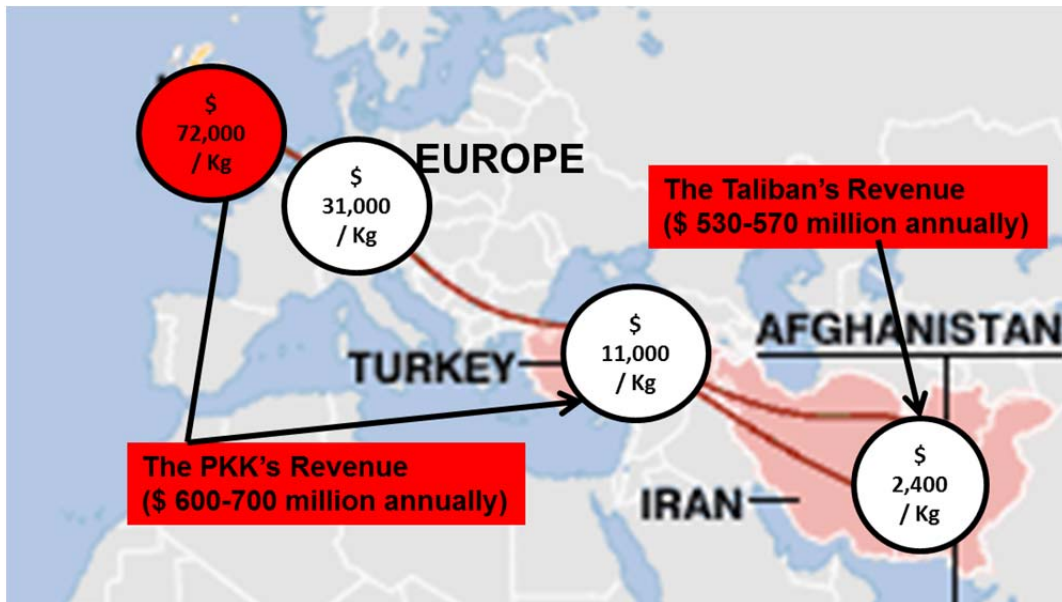 $
72,000
/ Kg
$
31,000
/ Kg
EUROPE
The Taliban's Revenue
($ 530-570 million annually)
$
11,000
/ Kg
AFGHANISTAN
TURKEY
The PKK's Revenue
($ 600-700 million annually)
$
2,400
/ Kg
IRAN